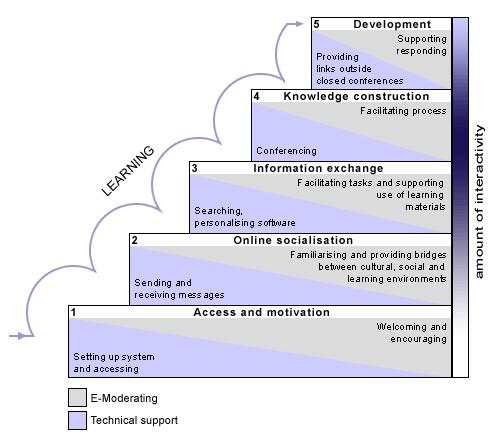 5 Development
Supporting
responding
Providing
links outside
closed conferences
4 Knowledge construction
Facilitating process
Conferencing
3 Information exchange
Facilitating tasks and supporting
use of learning
materials
Searching,
personalising software
2 Online socialisation
Familiarising and providing bridges
between cultural, social and
learning environments
Sending and
receiving messages
1 Access and motivation
Welcoming and
encouraging
Setting up system
and accessing
LEARNING
amount of interactivity
E-Moderating
Technical support